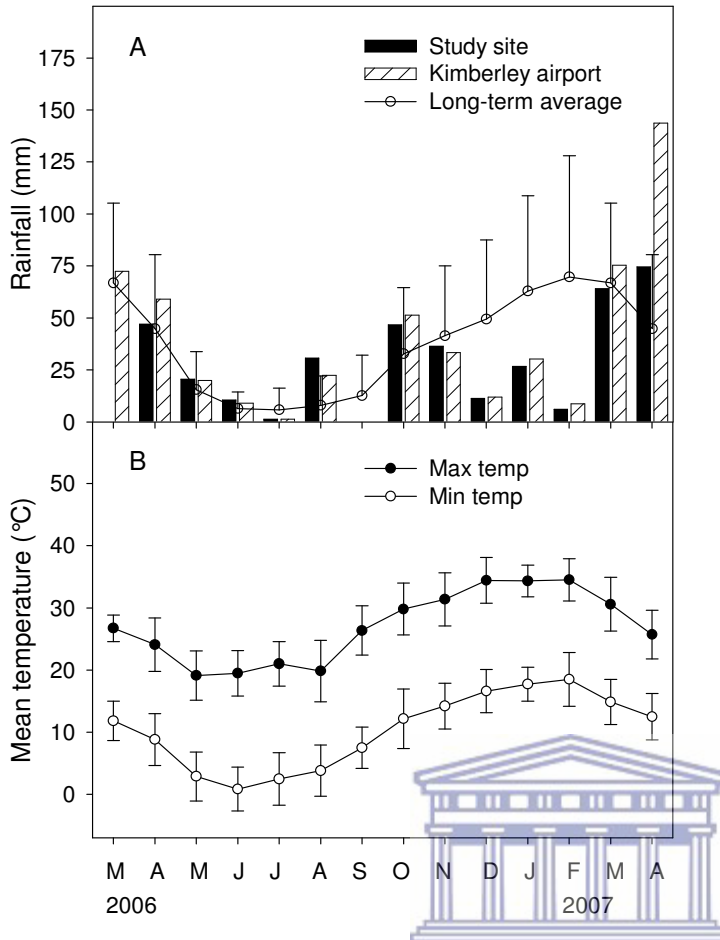 A
Study site
Kimberley airport
Long-term average
Rainfall (mm)
175
150
125
100
75
50
25
0
B
Max temp
Min temp
Mean temperature (°C)
50
40
30
20
10
0
M A M J J A S O N D J F M A
2006 2007